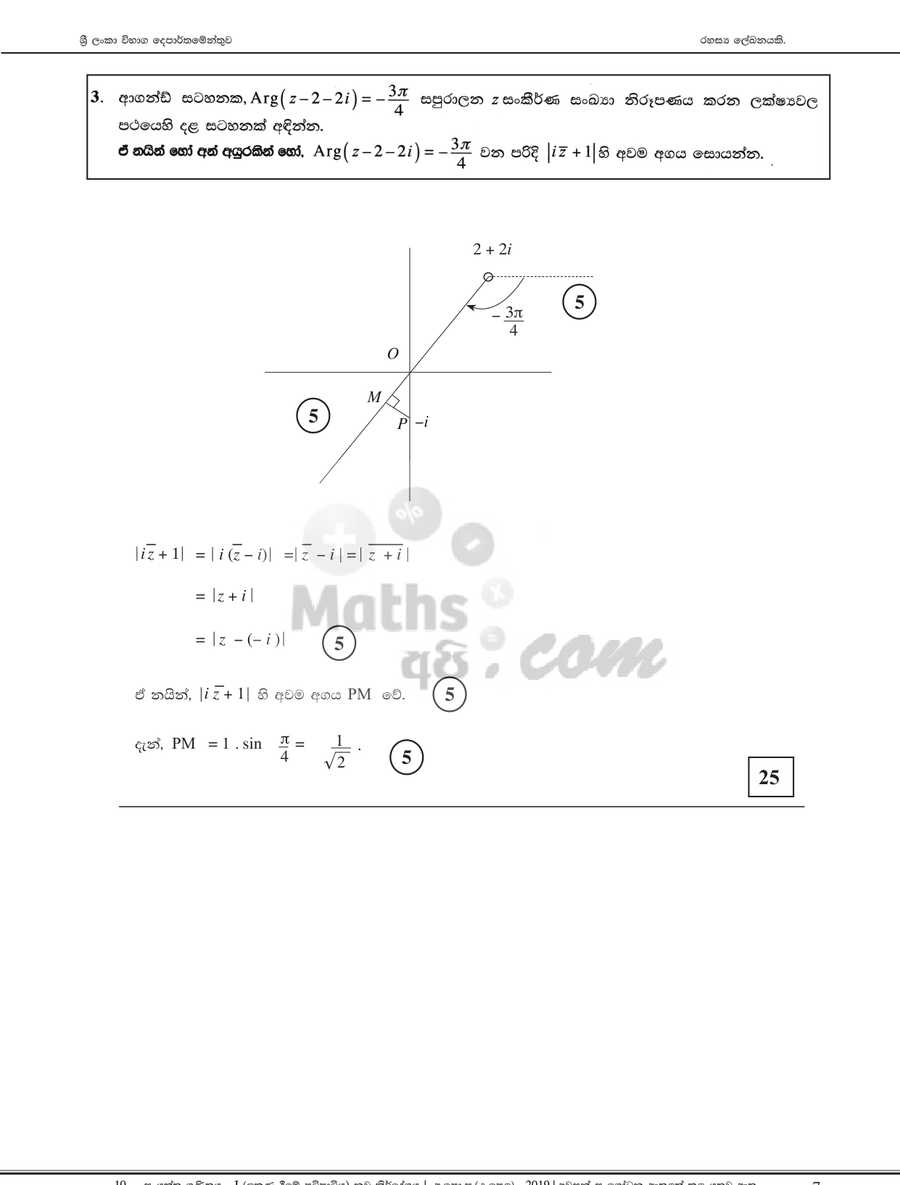 ශ්‍රී ලංකා විභාග දෙපාර්තමේන්තුව රහස්‍ය ලේඛනයකි.
3. ආගන්ඩ් සටහනක, Arg(z−2−2i) = −3π/4 සපුරාලන z සංකීර්ණ සංඛ්‍යා නිරූපණය කරන ලක්ෂ්‍යවල
පථයෙහි දළ සටහනක් අඳින්න.
ඒ නයින් හෝ අන් අයුරකින් හෝ, Arg(z−2−2i) = −3π/4 වන පරිදි |iz̅ + 1| හි අවම අගය සොයන්න.
2 + 2i
5
− 3π/4
O
M
5
P −i
|iz̅ + 1| = | i (z̅ − i)| = | z̅ − i | = | z̅ ̅+̅ ̅i̅ |
= |z + i |
Maths
= |z − (− i )| 5
අපි . com
ඒ නයින්, |i z̅ + 1| හි අවම අගය PM වේ. 5
දැන්, PM = 1 . sin π/4 = 1/√2 . 5
25